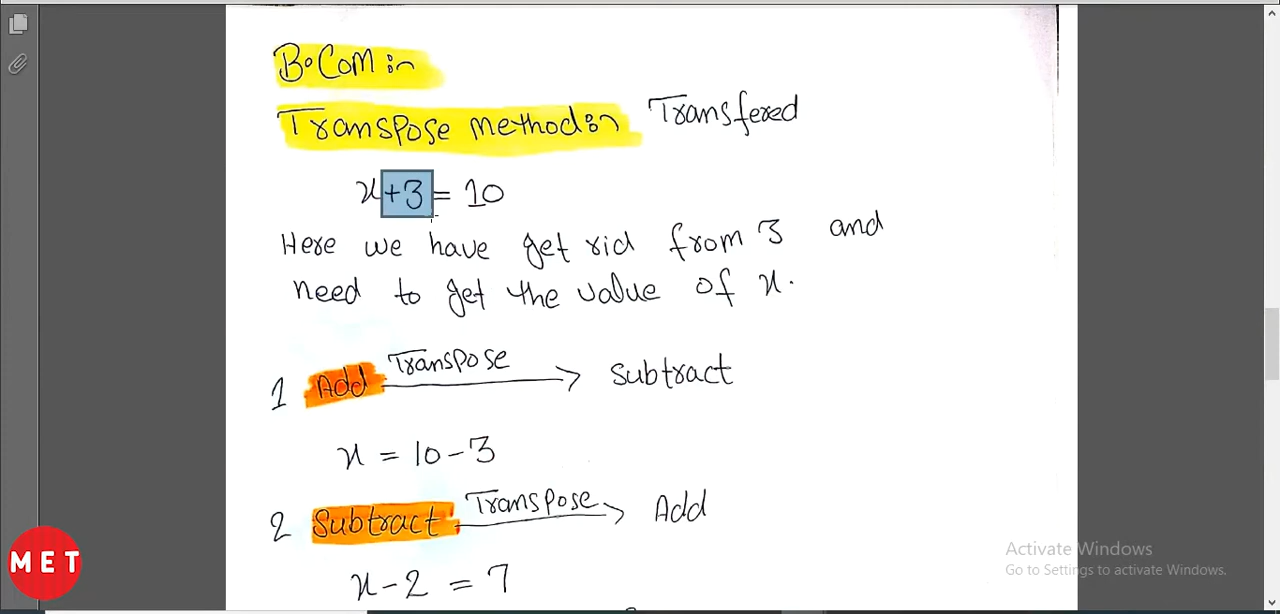 B.Com :-
Transpose method:- Transfered
x+3 = 10
Here we have get rid from 3 and
need to get the value of x.
1 Add Transpose → Subtract
x = 10-3
2 Subtract Transpose → Add
x-2 = 7
MET
Activate Windows
Go to Settings to activate Windows.